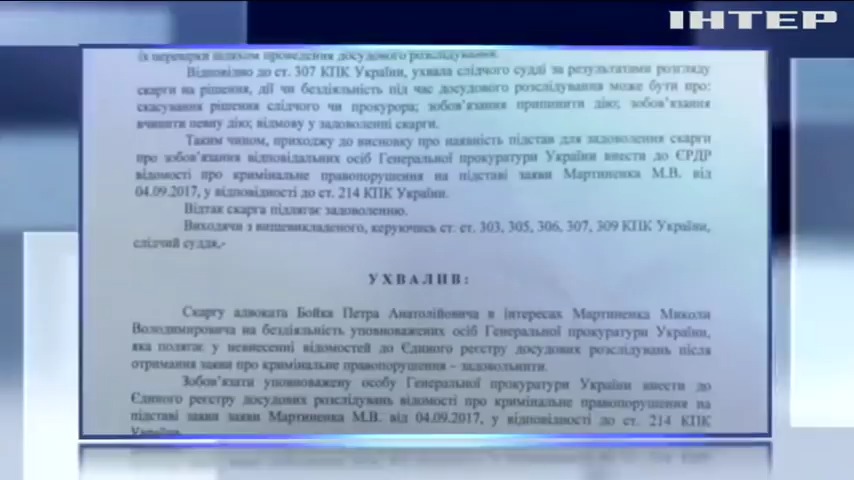 ІНТЕР
їх перевірки шляхом проведення досудового розслідування.
Відповідно до ст. 307 КПК України, ухвала слідчого судді за результатами розгляду
скарги на рішення, дії чи бездіяльність під час досудового розслідування може бути про:
скасування рішення слідчого чи прокурора; зобов'язання припинити дію; зобов'язання
вчинити певну дію; відмову у задоволенні скарги.
Таким чином, приходжу до висновку про наявність підстав для задоволення скарги
про зобов'язання відповідальних осіб Генеральної прокуратури України внести до ЄРДР
відомості про кримінальне правопорушення на підставі заяви Мартиненка М.В. від
04.09.2017, у відповідності до ст. 214 КПК України.
Відтак скарга підлягає задоволенню.
Виходячи з вищевикладеного, керуючись ст. ст. 303, 305, 306, 307, 309 КПК України,
слідчий суддя,-
УХВАЛИВ:
Скаргу адвоката Бойка Петра Анатолійовича в інтересах Мартиненка Миколи
Володимировича на бездіяльність уповноважених осіб Генеральної прокуратури України,
яка полягає у невнесенні відомостей до Єдиного реєстру досудових розслідувань після
отримання заяви про кримінальне правопорушення – задовольнити.
Зобов'язати уповноважену особу Генеральної прокуратури України внести до
Єдиного реєстру досудових розслідувань відомості про кримінальне правопорушення на
підставі заяви заяви Мартиненка М.В. від 04.09.2017, у відповідності до ст. 214 КПК
України.